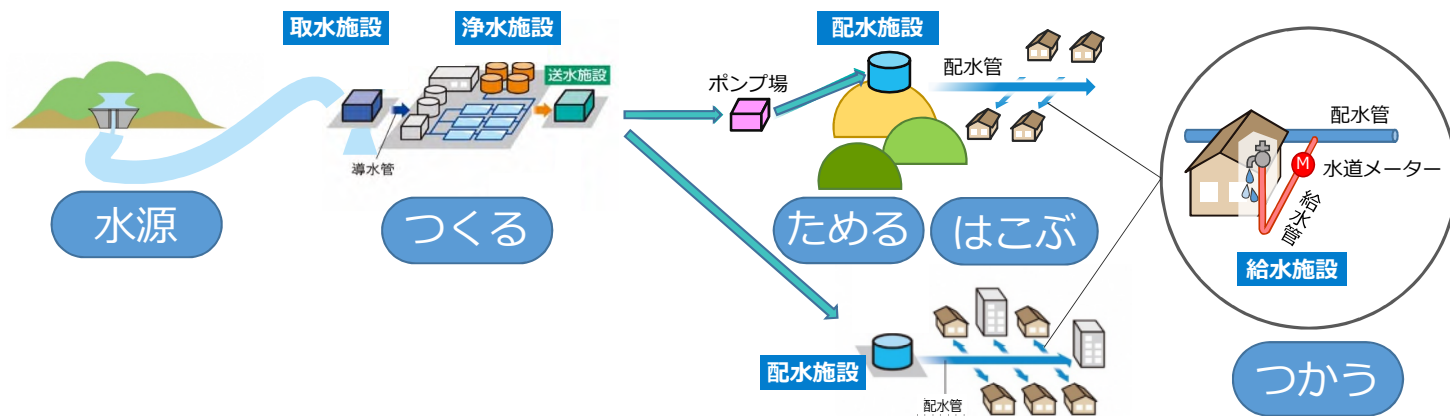 取水施設
浄水施設
送水施設
導水管
水源
つくる
ポンプ場
配水施設
配水管
ためる
はこぶ
配水施設
配水管
配水管
M
水道メーター
給水管
給水施設
つかう